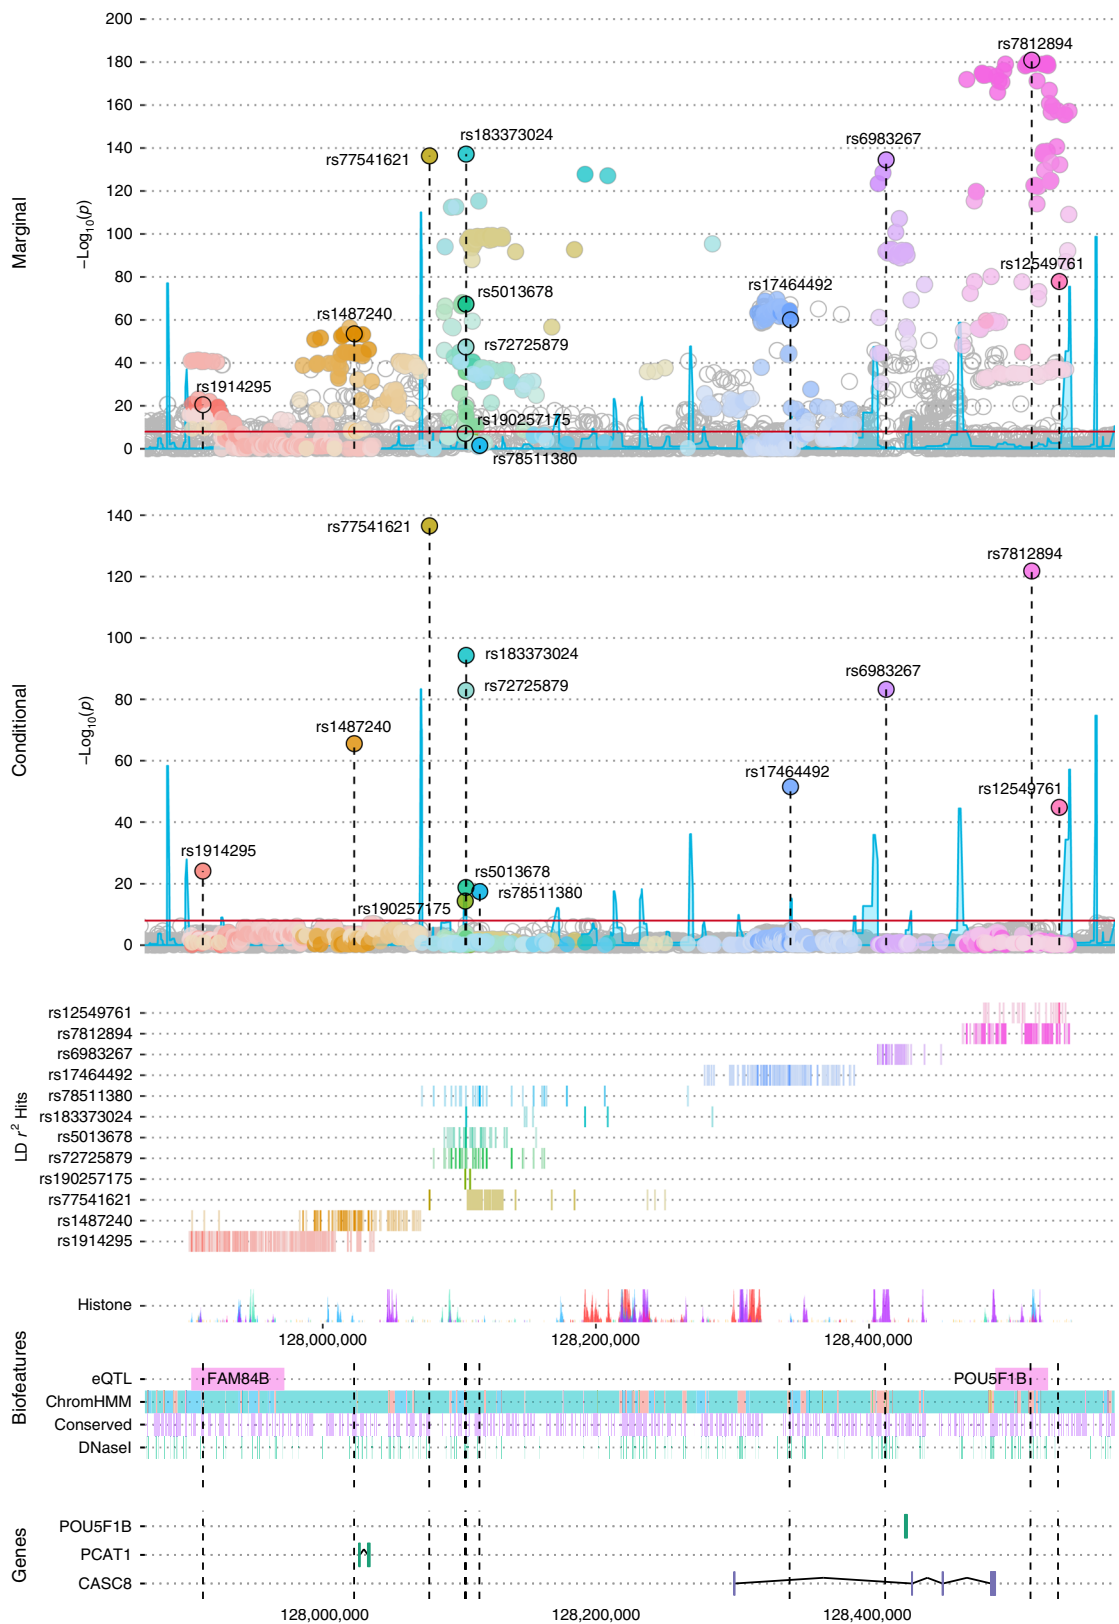 200
rs7812894
180
160
rs183373024
140
rs77541621
rs6983267
120
Marginal
−Log10(p)
100
80
rs12549761
rs5013678
rs17464492
rs1487240
60
rs72725879
40
rs1914295
20
rs190257175
0
rs78511380
140
rs77541621
rs7812894
120
100
rs183373024
rs72725879
rs6983267
80
Conditional
−Log10(p)
rs1487240
60
rs17464492
rs12549761
40
rs1914295
rs5013678
20
rs78511380
rs190257175
0
LD r2 Hits
rs12549761
rs7812894
rs6983267
rs17464492
rs78511380
rs183373024
rs5013678
rs72725879
rs190257175
rs77541621
rs1487240
rs1914295
Histone
128,000,000 128,200,000 128,400,000
Biofeatures
eQTL FAM84B POU5F1B
ChromHMM
Conserved
DNaseI
Genes
POU5F1B
PCAT1
CASC8
128,000,000 128,200,000 128,400,000